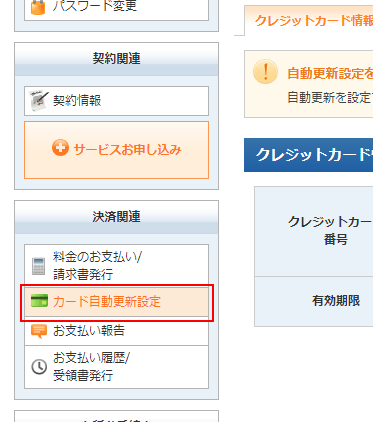 パスワード変更
契約関連
契約情報
サービスお申し込み
決済関連
料金のお支払い/
請求書発行
カード自動更新設定
お支払い報告
お支払い履歴/
受領書発行
クレジットカード情報
自動更新設定を
自動更新を設定
クレジットカード
クレジットカー
番号
有効期限